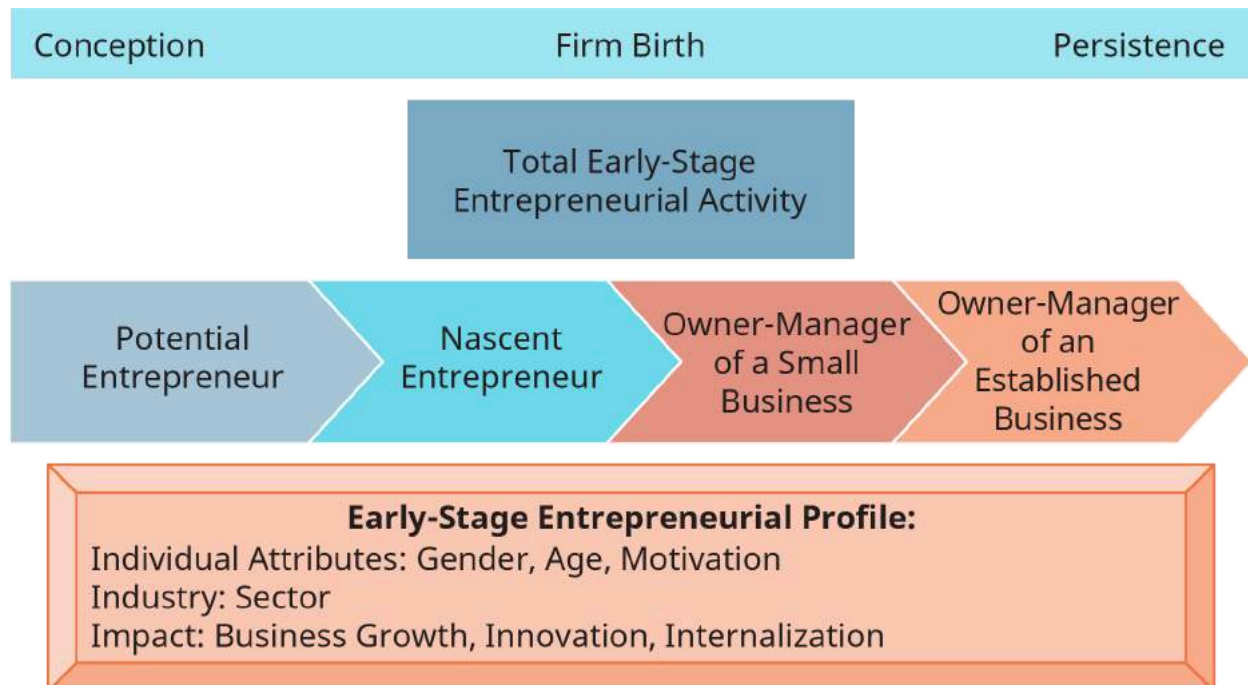 Conception
Firm Birth
Persistence
Total Early-Stage
Entrepreneurial Activity
Potential
Entrepreneur
Nascent
Entrepreneur
Owner-Manager
of a Small
Business
Owner-Manager
of an
Established
Business
Early-Stage Entrepreneurial Profile:
Individual Attributes: Gender, Age, Motivation
Industry: Sector
Impact: Business Growth, Innovation, Internalization